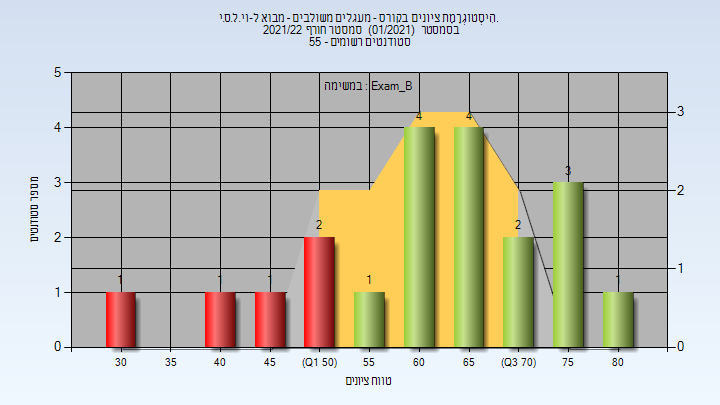 היסטוגרמת ציונים בקורס - מעגלים משולבים - מבוא ל-וי.ל.ס.י.
בסמסטר (01/2021) סמסטר חורף 2021/22
סטודנטים רשומים - 55
במשימה : Exam_B
מספר סטודנטים
5
4
3
2
1
0
3
2
1
0
1
1
1
2
1
4
4
2
3
1
30 35 40 45 (Q1 50) 55 60 65 (Q3 70) 75 80
טווח ציונים